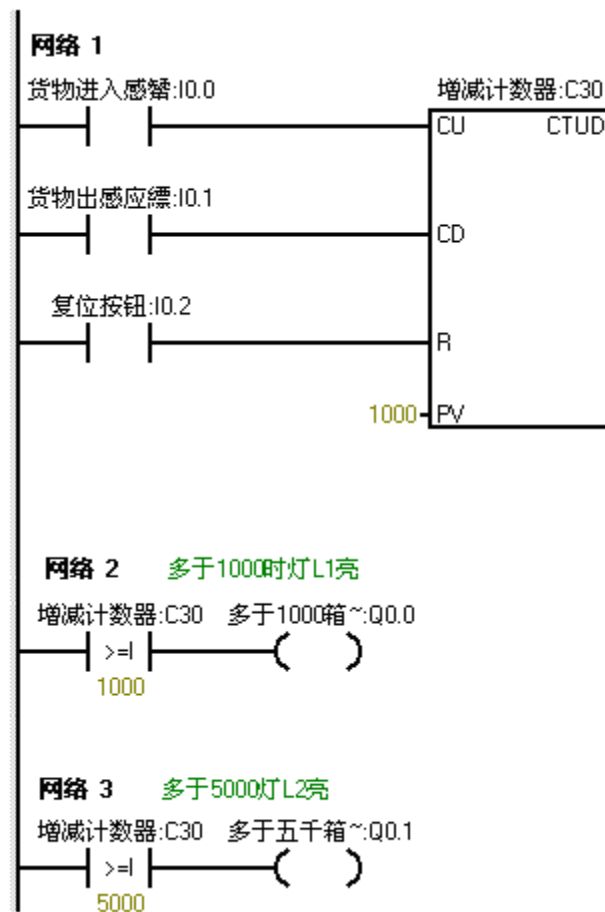 网络 1
货物进入感蟹:I0.0
增减计数器:C30
CU CTUD
货物出感应缥:I0.1
CD
复位按钮:I0.2
R
1000 PV
网络 2 多于1000时灯L1亮
增减计数器:C30 多于1000箱~:Q0.0
>=I
1000
网络 3 多于5000灯L2亮
增减计数器:C30 多于五千箱~:Q0.1
>=I
5000